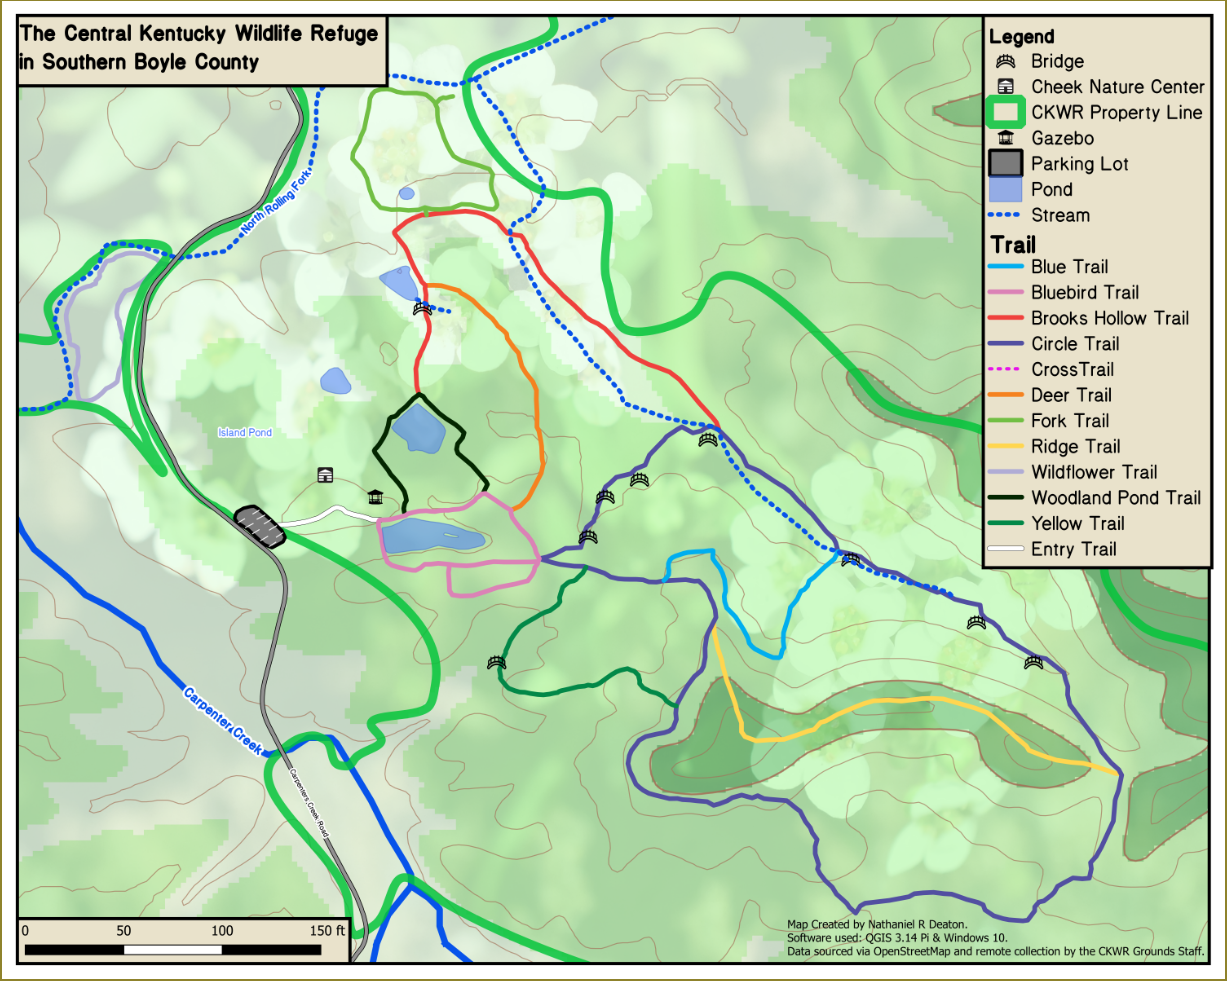 The Central Kentucky Wildlife Refuge
in Southern Boyle County
Legend
Bridge
Cheek Nature Center
CKWR Property Line
Gazebo
Parking Lot
Pond
Stream
Trail
Blue Trail
Bluebird Trail
Brooks Hollow Trail
Circle Trail
CrossTrail
Deer Trail
Fork Trail
Ridge Trail
Wildflower Trail
Woodland Pond Trail
Yellow Trail
Entry Trail
North Rolling Fork
Island Pond
Carpenter Creek
Carpenters Creek Road
0 50 100 150 ft
Map Created by Nathaniel R Deaton.
Software used: QGIS 3.14 Pi & Windows 10.
Data sourced via OpenStreetMap and remote collection by the CKWR Grounds Staff.